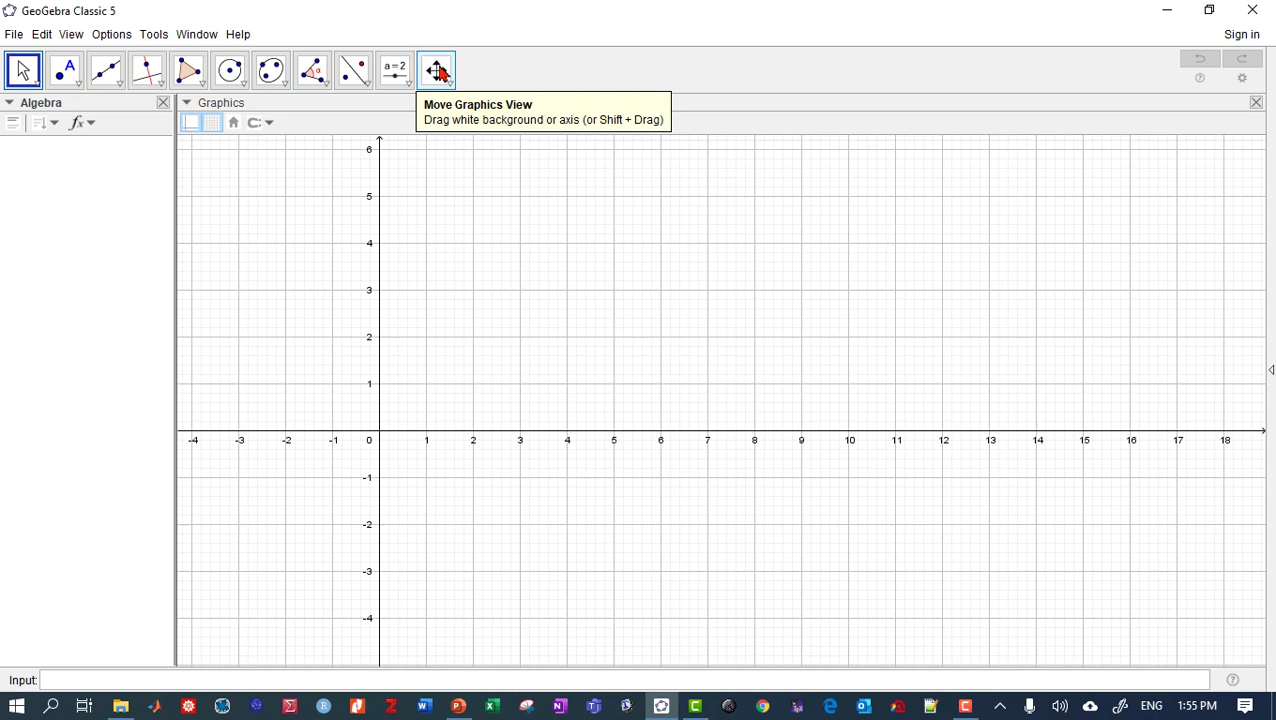 GeoGebra Classic 5
File Edit View Options Tools Window Help Sign in
A
α
a = 2
Move Graphics View
Drag white background or axis (or Shift + Drag)
Algebra
Graphics
fx
6
5
4
3
2
1
-4 -3 -2 -1 0 1 2 3 4 5 6 7 8 9 10 11 12 13 14 15 16 17 18
-1
-2
-3
-4
Input:
1:55 PM
ENG